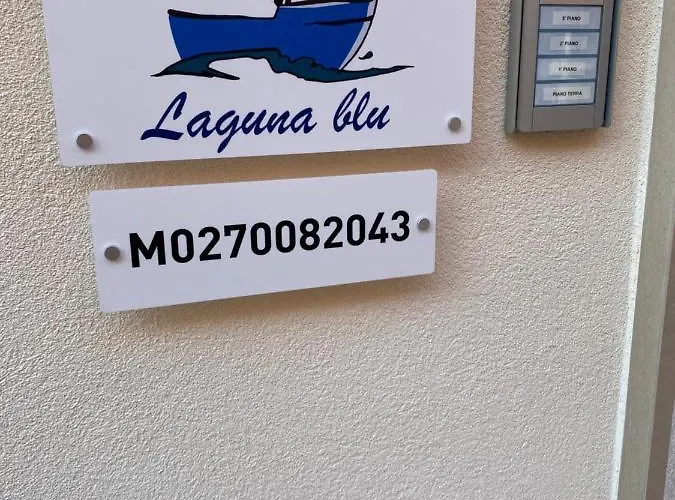 3° PIANO
2° PIANO
1° PIANO
PIANO TERRA
Laguna blu
M0270082043